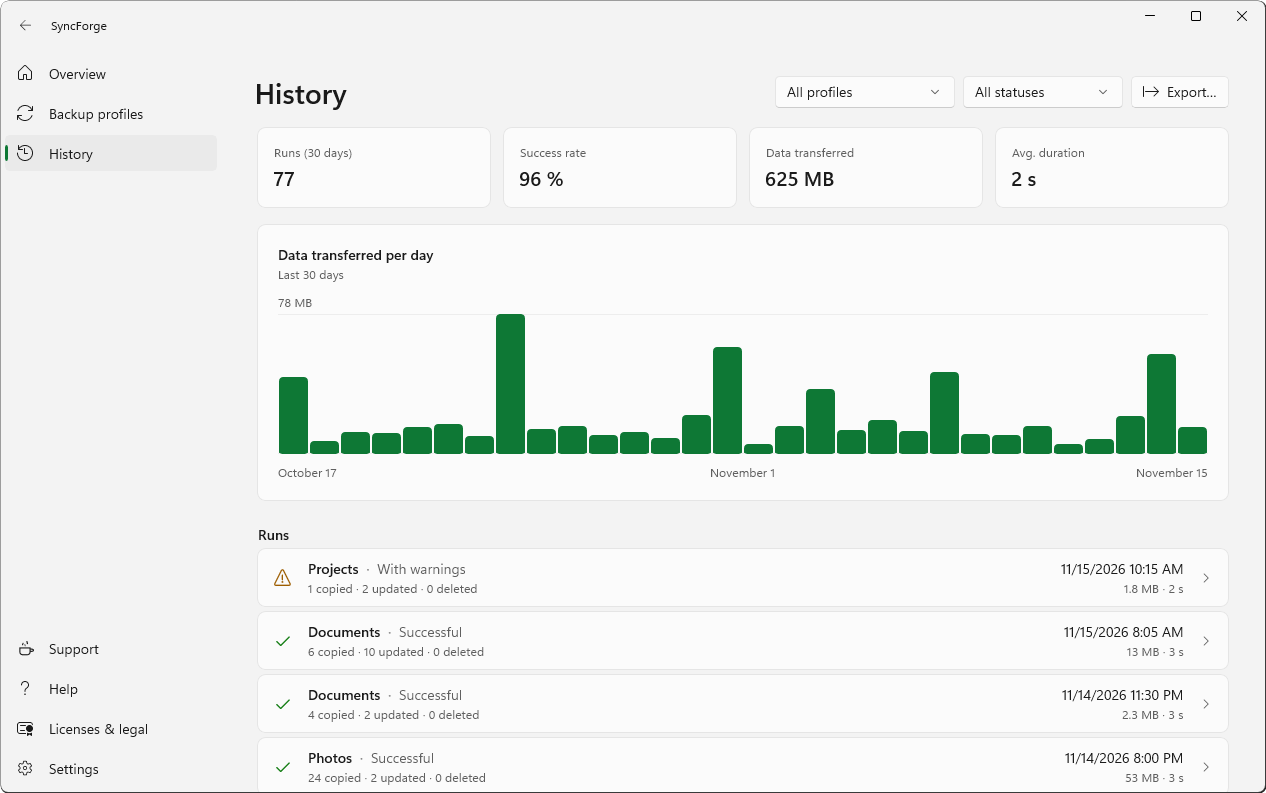 SyncForge
Overview
Backup profiles
History
Support
Help
Licenses & legal
Settings
History
All profiles
All statuses
Export...
Runs (30 days)
77
Success rate
96 %
Data transferred
625 MB
Avg. duration
2 s
Data transferred per day
Last 30 days
78 MB
October 17
November 1
November 15
Runs
Projects · With warnings
11/15/2026 10:15 AM
1 copied · 2 updated · 0 deleted
1.8 MB · 2 s
Documents · Successful
11/15/2026 8:05 AM
6 copied · 10 updated · 0 deleted
13 MB · 3 s
Documents · Successful
11/14/2026 11:30 PM
4 copied · 2 updated · 0 deleted
2.3 MB · 3 s
Photos · Successful
11/14/2026 8:00 PM
24 copied · 2 updated · 0 deleted
53 MB · 3 s